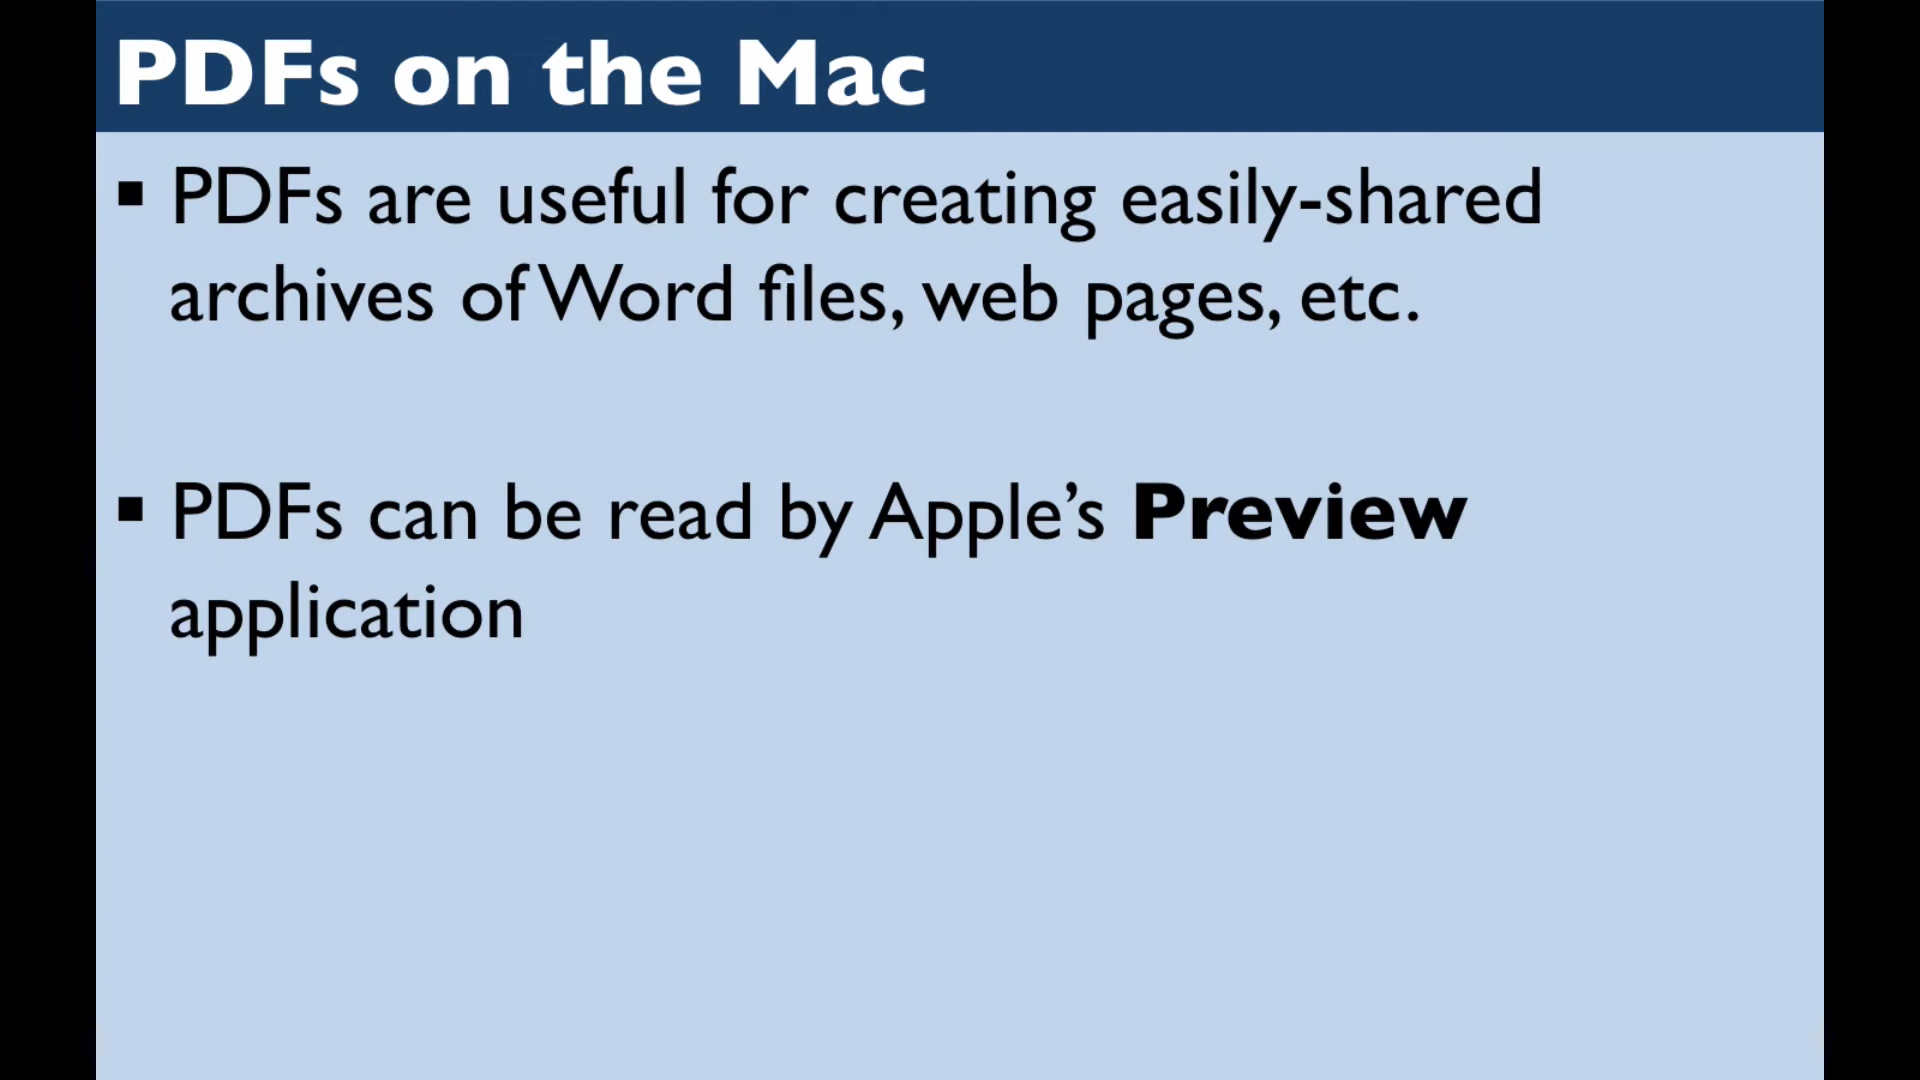 PDFs on the Mac
▪ PDFs are useful for creating easily-shared
archives of Word files, web pages, etc.
▪ PDFs can be read by Apple’s Preview
application